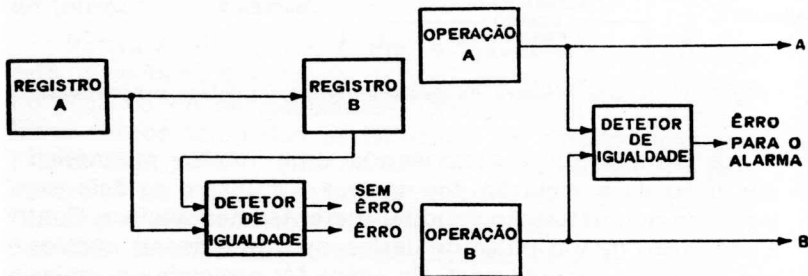 REGISTRO
A
REGISTRO
B
DETETOR
DE
IGUALDADE
SEM
ÊRRO
ÊRRO
OPERAÇÃO
A
A
DETETOR
DE
IGUALDADE
ÊRRO
PARA O
ALARMA
OPERAÇÃO
B
B